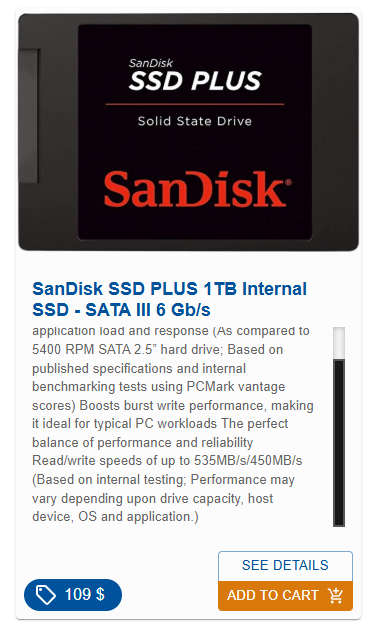 SanDisk
SSD PLUS
Solid State Drive
SanDisk®
SanDisk SSD PLUS 1TB Internal
SSD - SATA III 6 Gb/s
application load and response (As compared to
5400 RPM SATA 2.5” hard drive; Based on
published specifications and internal
benchmarking tests using PCMark vantage
scores) Boosts burst write performance, making
it ideal for typical PC workloads The perfect
balance of performance and reliability
Read/write speeds of up to 535MB/s/450MB/s
(Based on internal testing; Performance may
vary depending upon drive capacity, host
device, OS and application.)
SEE DETAILS
109 $
ADD TO CART